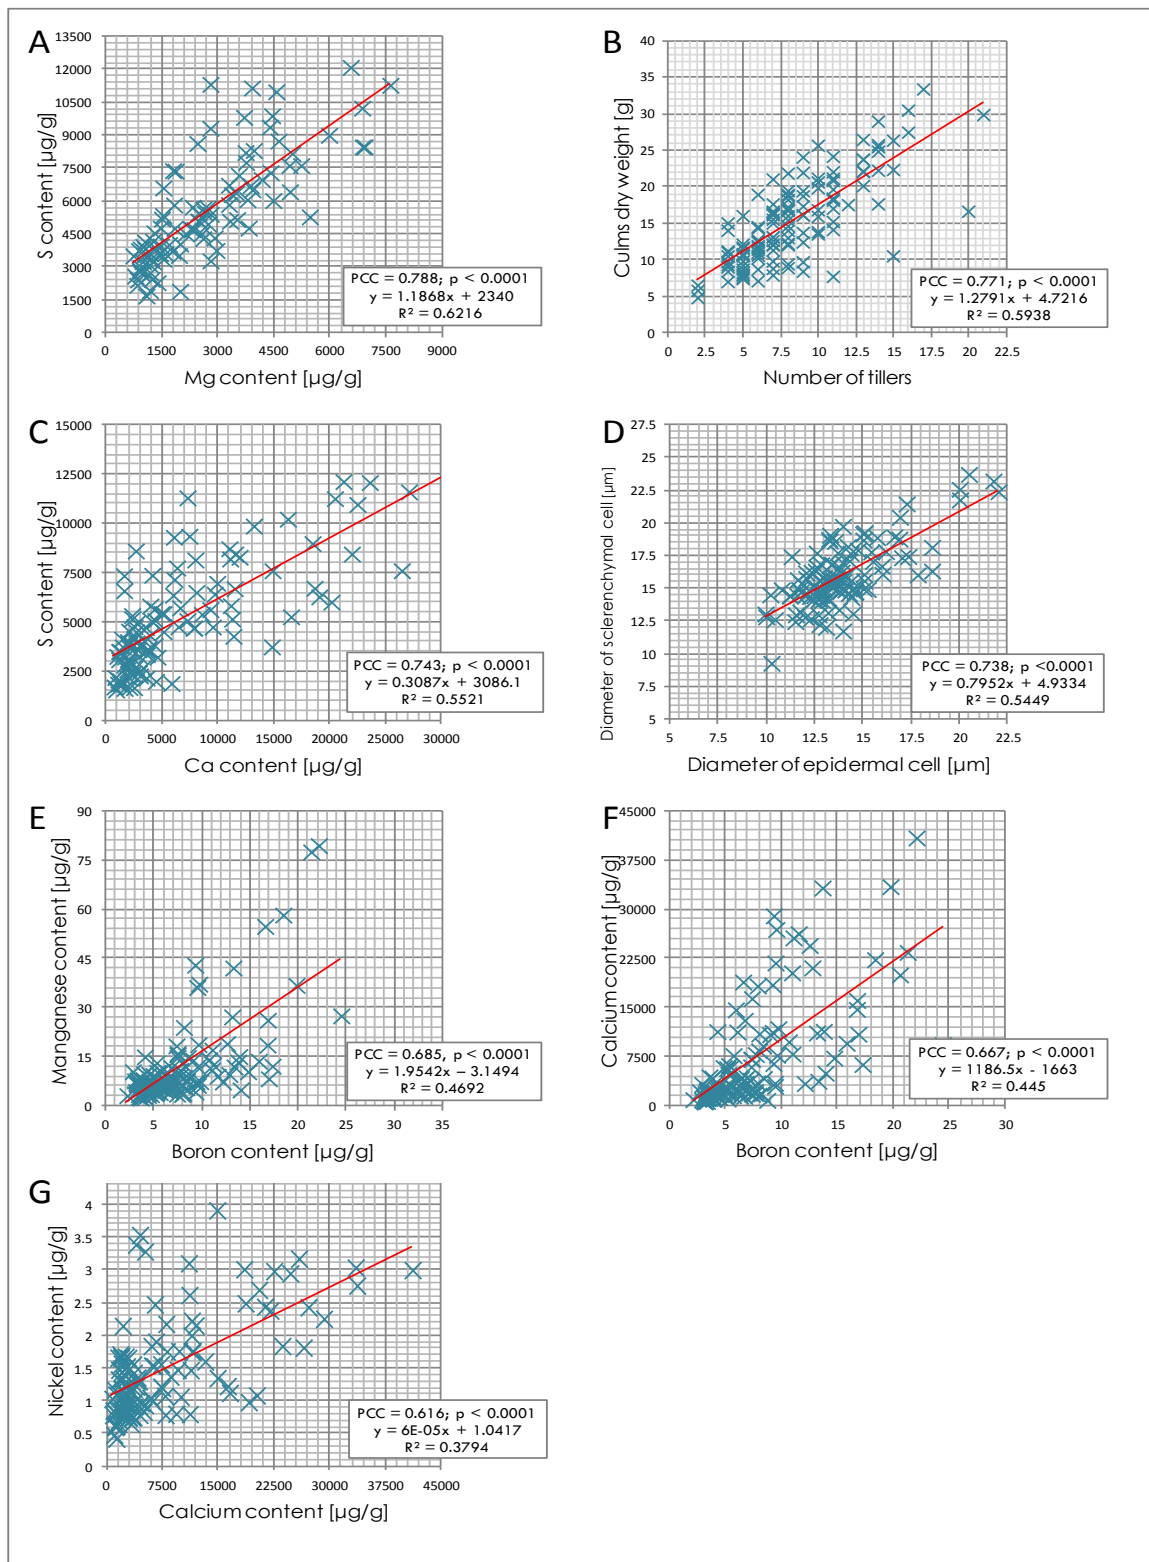 A
13500
12000
10500
9000
7500
6000
4500
3000
1500
0
S content [µg/g]
0 1500 3000 4500 6000 7500 9000
Mg content [µg/g]
PCC = 0.788; p < 0.0001
y = 1.1868x + 2340
R² = 0.6216
B
40
35
30
25
20
15
10
5
0
Culms dry weight [g]
0 2.5 5 7.5 10 12.5 15 17.5 20 22.5
Number of tillers
PCC = 0.771; p < 0.0001
y = 1.2791x + 4.7216
R² = 0.5938
C
15000
12500
10000
7500
5000
2500
0
S content [µg/g]
0 5000 10000 15000 20000 25000 30000
Ca content [µg/g]
PCC = 0.743; p < 0.0001
y = 0.3087x + 3086.1
R² = 0.5521
D
27.5
25
22.5
20
17.5
15
12.5
10
7.5
5
Diameter of sclerenchymal cell [µm]
5 7.5 10 12.5 15 17.5 20 22.5
Diameter of epidermal cell [µm]
PCC = 0.738; p <0.0001
y = 0.7952x + 4.9334
R² = 0.5449
E
90
75
60
45
30
15
0
Manganese content [µg/g]
0 5 10 15 20 25 30 35
Boron content [µg/g]
PCC = 0.685, p < 0.0001
y = 1.9542x – 3.1494
R² = 0.4692
F
45000
37500
30000
22500
15000
7500
0
Calcium content [µg/g]
0 5 10 15 20 25 30
Boron content [µg/g]
PCC = 0.667; p < 0.0001
y = 1186.5x - 1663
R² = 0.445
G
4
3.5
3
2.5
2
1.5
1
0.5
0
Nickel content [µg/g]
0 7500 15000 22500 30000 37500 45000
Calcium content [µg/g]
PCC = 0.616; p < 0.0001
y = 6E-05x + 1.0417
R² = 0.3794